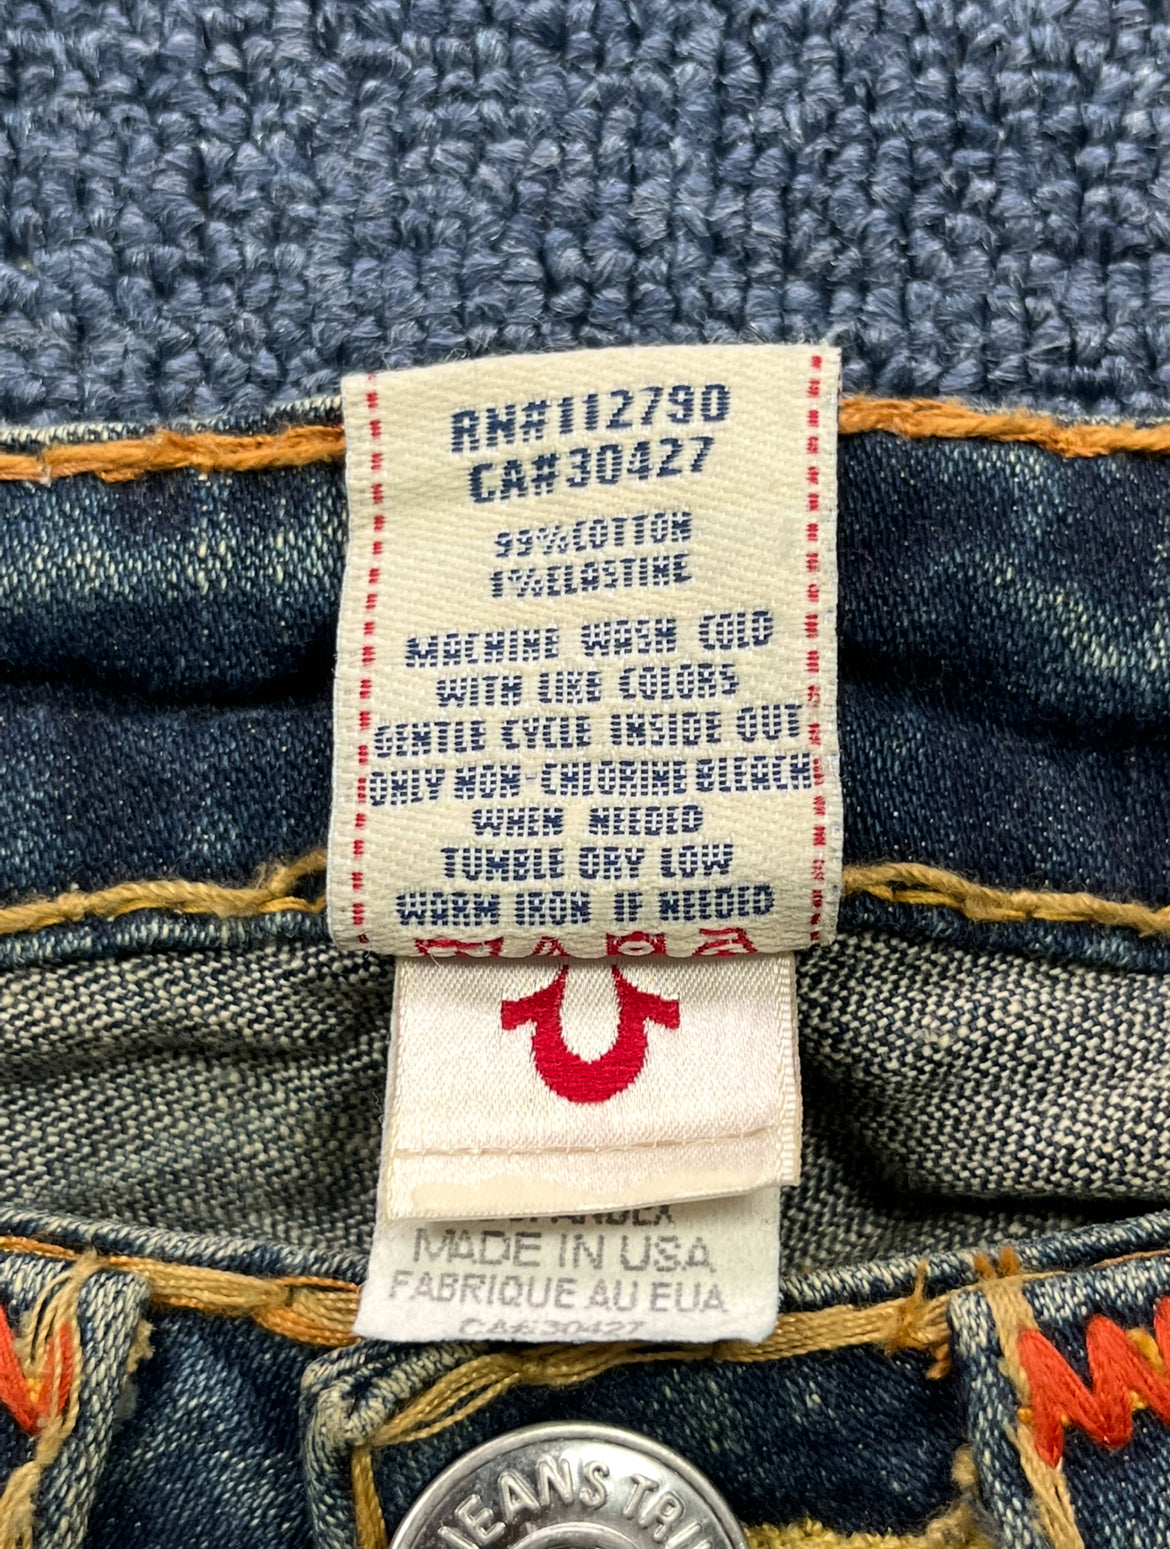 RN#112790
CA#30427
99%COTTON
1%ELASTINE
MACHINE WASH COLD
WITH LIKE COLORS
GENTLE CYCLE INSIDE OUT
ONLY NON-CHLORINE BLEACH
WHEN NEEDED
TUMBLE DRY LOW
WARM IRON IF NEEDED
MADE IN USA
FABRIQUE AU EUA
CA#30427
JEANS